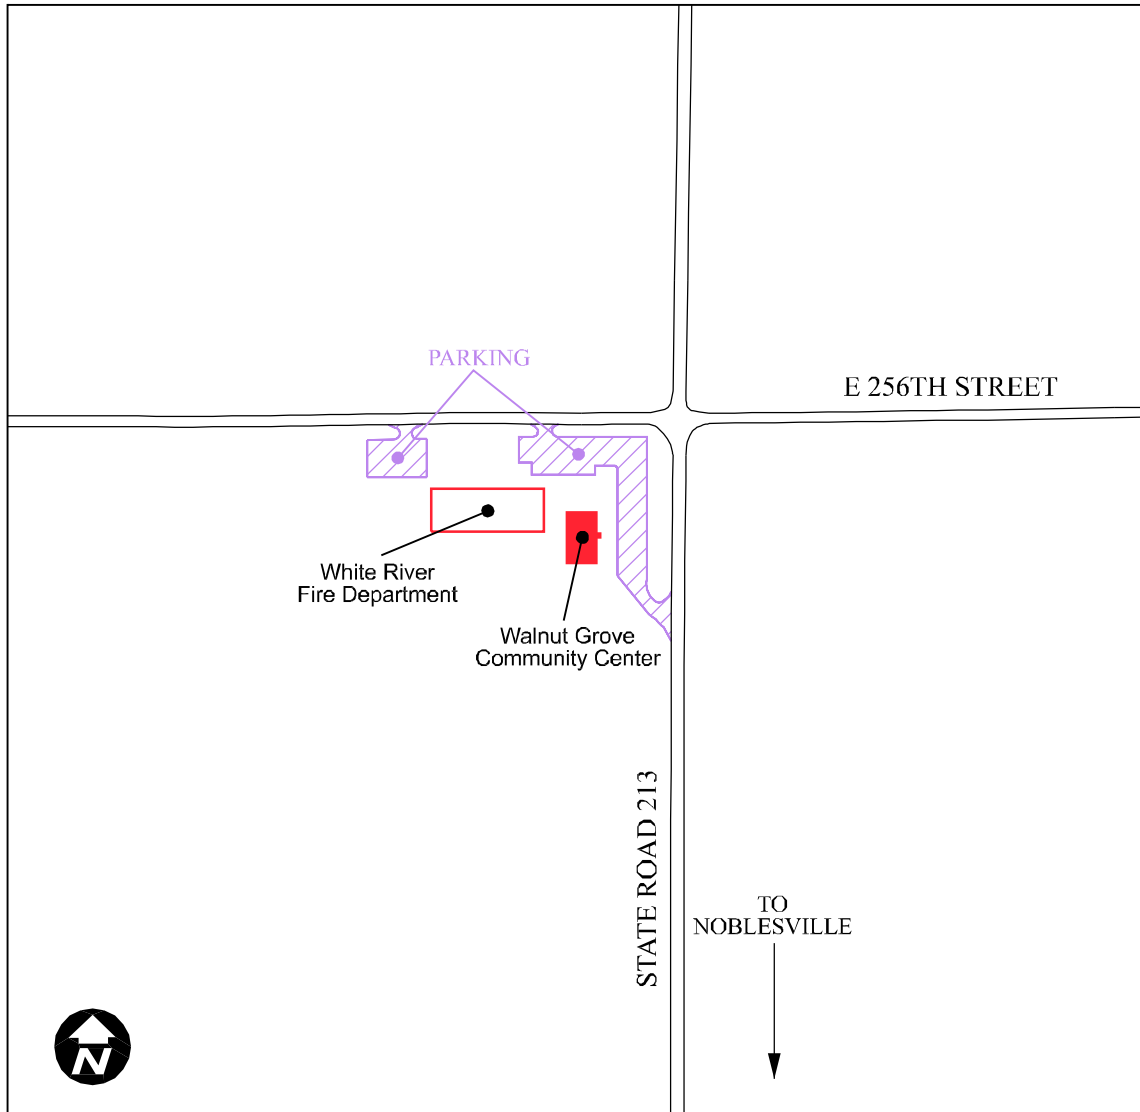 PARKING
E 256TH STREET
White River
Fire Department
Walnut Grove
Community Center
STATE ROAD 213
TO
NOBLESVILLE
N